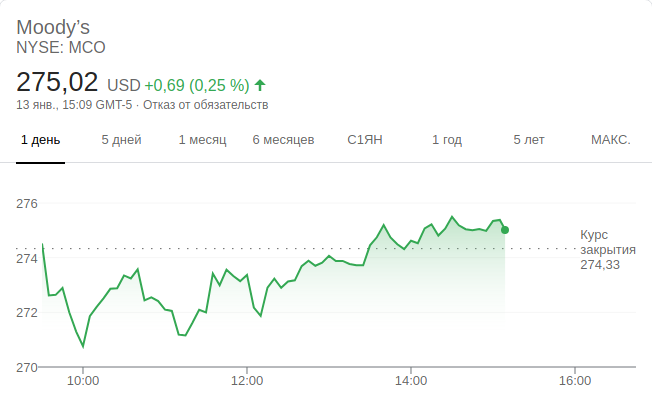 Moody’s
NYSE: MCO
275,02 USD +0,69 (0,25 %)
13 янв., 15:09 GMT-5 · Отказ от обязательств
1 день 5 дней 1 месяц 6 месяцев С1ЯН 1 год 5 лет МАКС.
276
274
272
270
Курс
закрытия
274,33
10:00 12:00 14:00 16:00